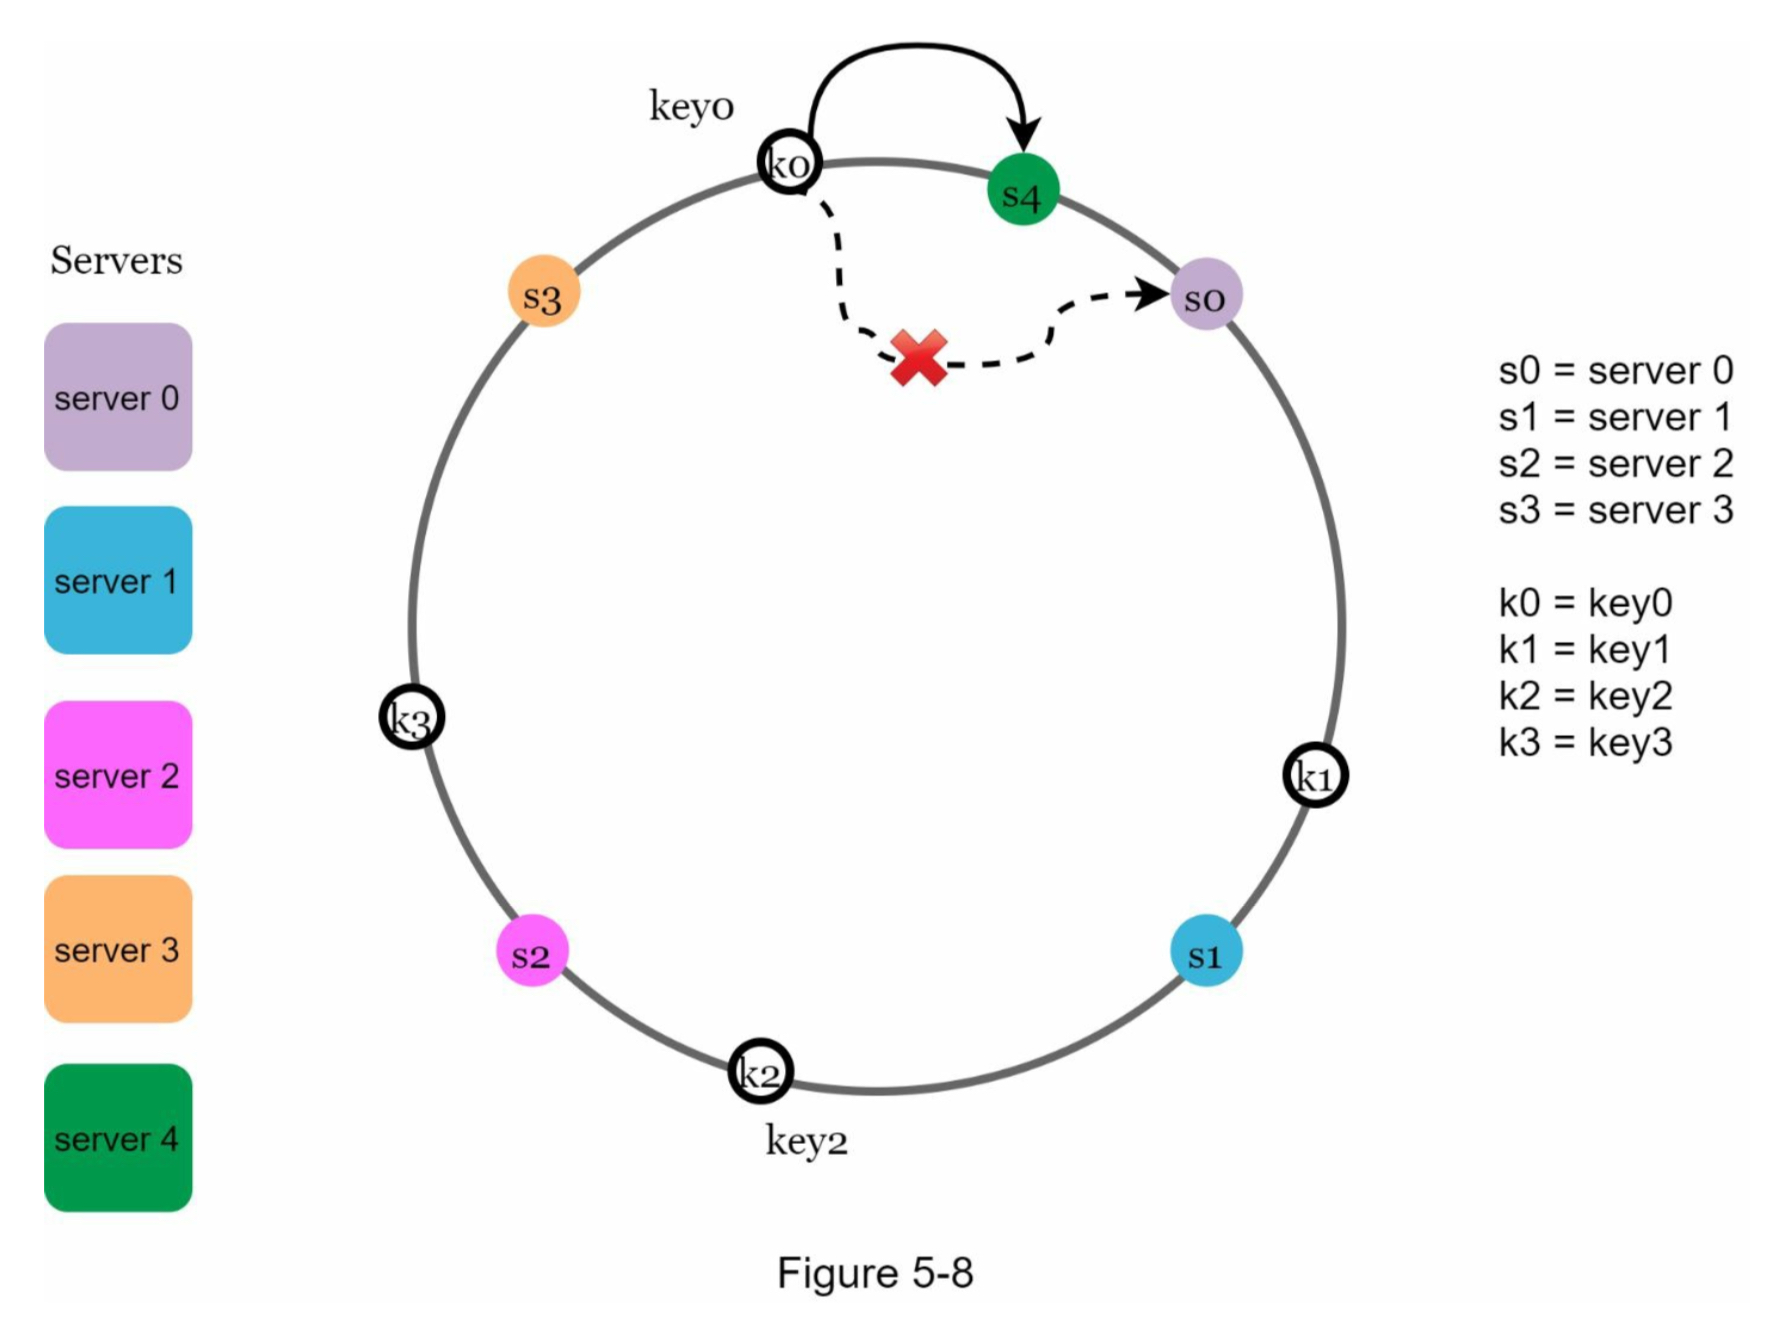 key0
k0
s4
Servers
s3
s0
server 0
s0 = server 0
s1 = server 1
s2 = server 2
s3 = server 3
server 1
k0 = key0
k1 = key1
k2 = key2
k3 = key3
k3
server 2
k1
server 3
s2
s1
k2
server 4
key2
Figure 5-8